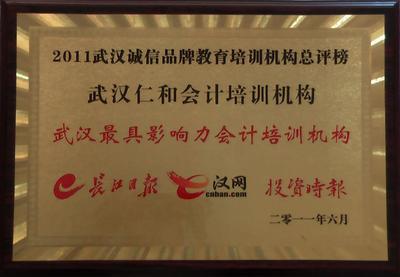 2011武汉诚信品牌教育培训机构总评榜
武汉仁和会计培训机构
武汉最具影响力会计培训机构
长江日报 汉网 投资時報
cnhan.com
二零一一年六月